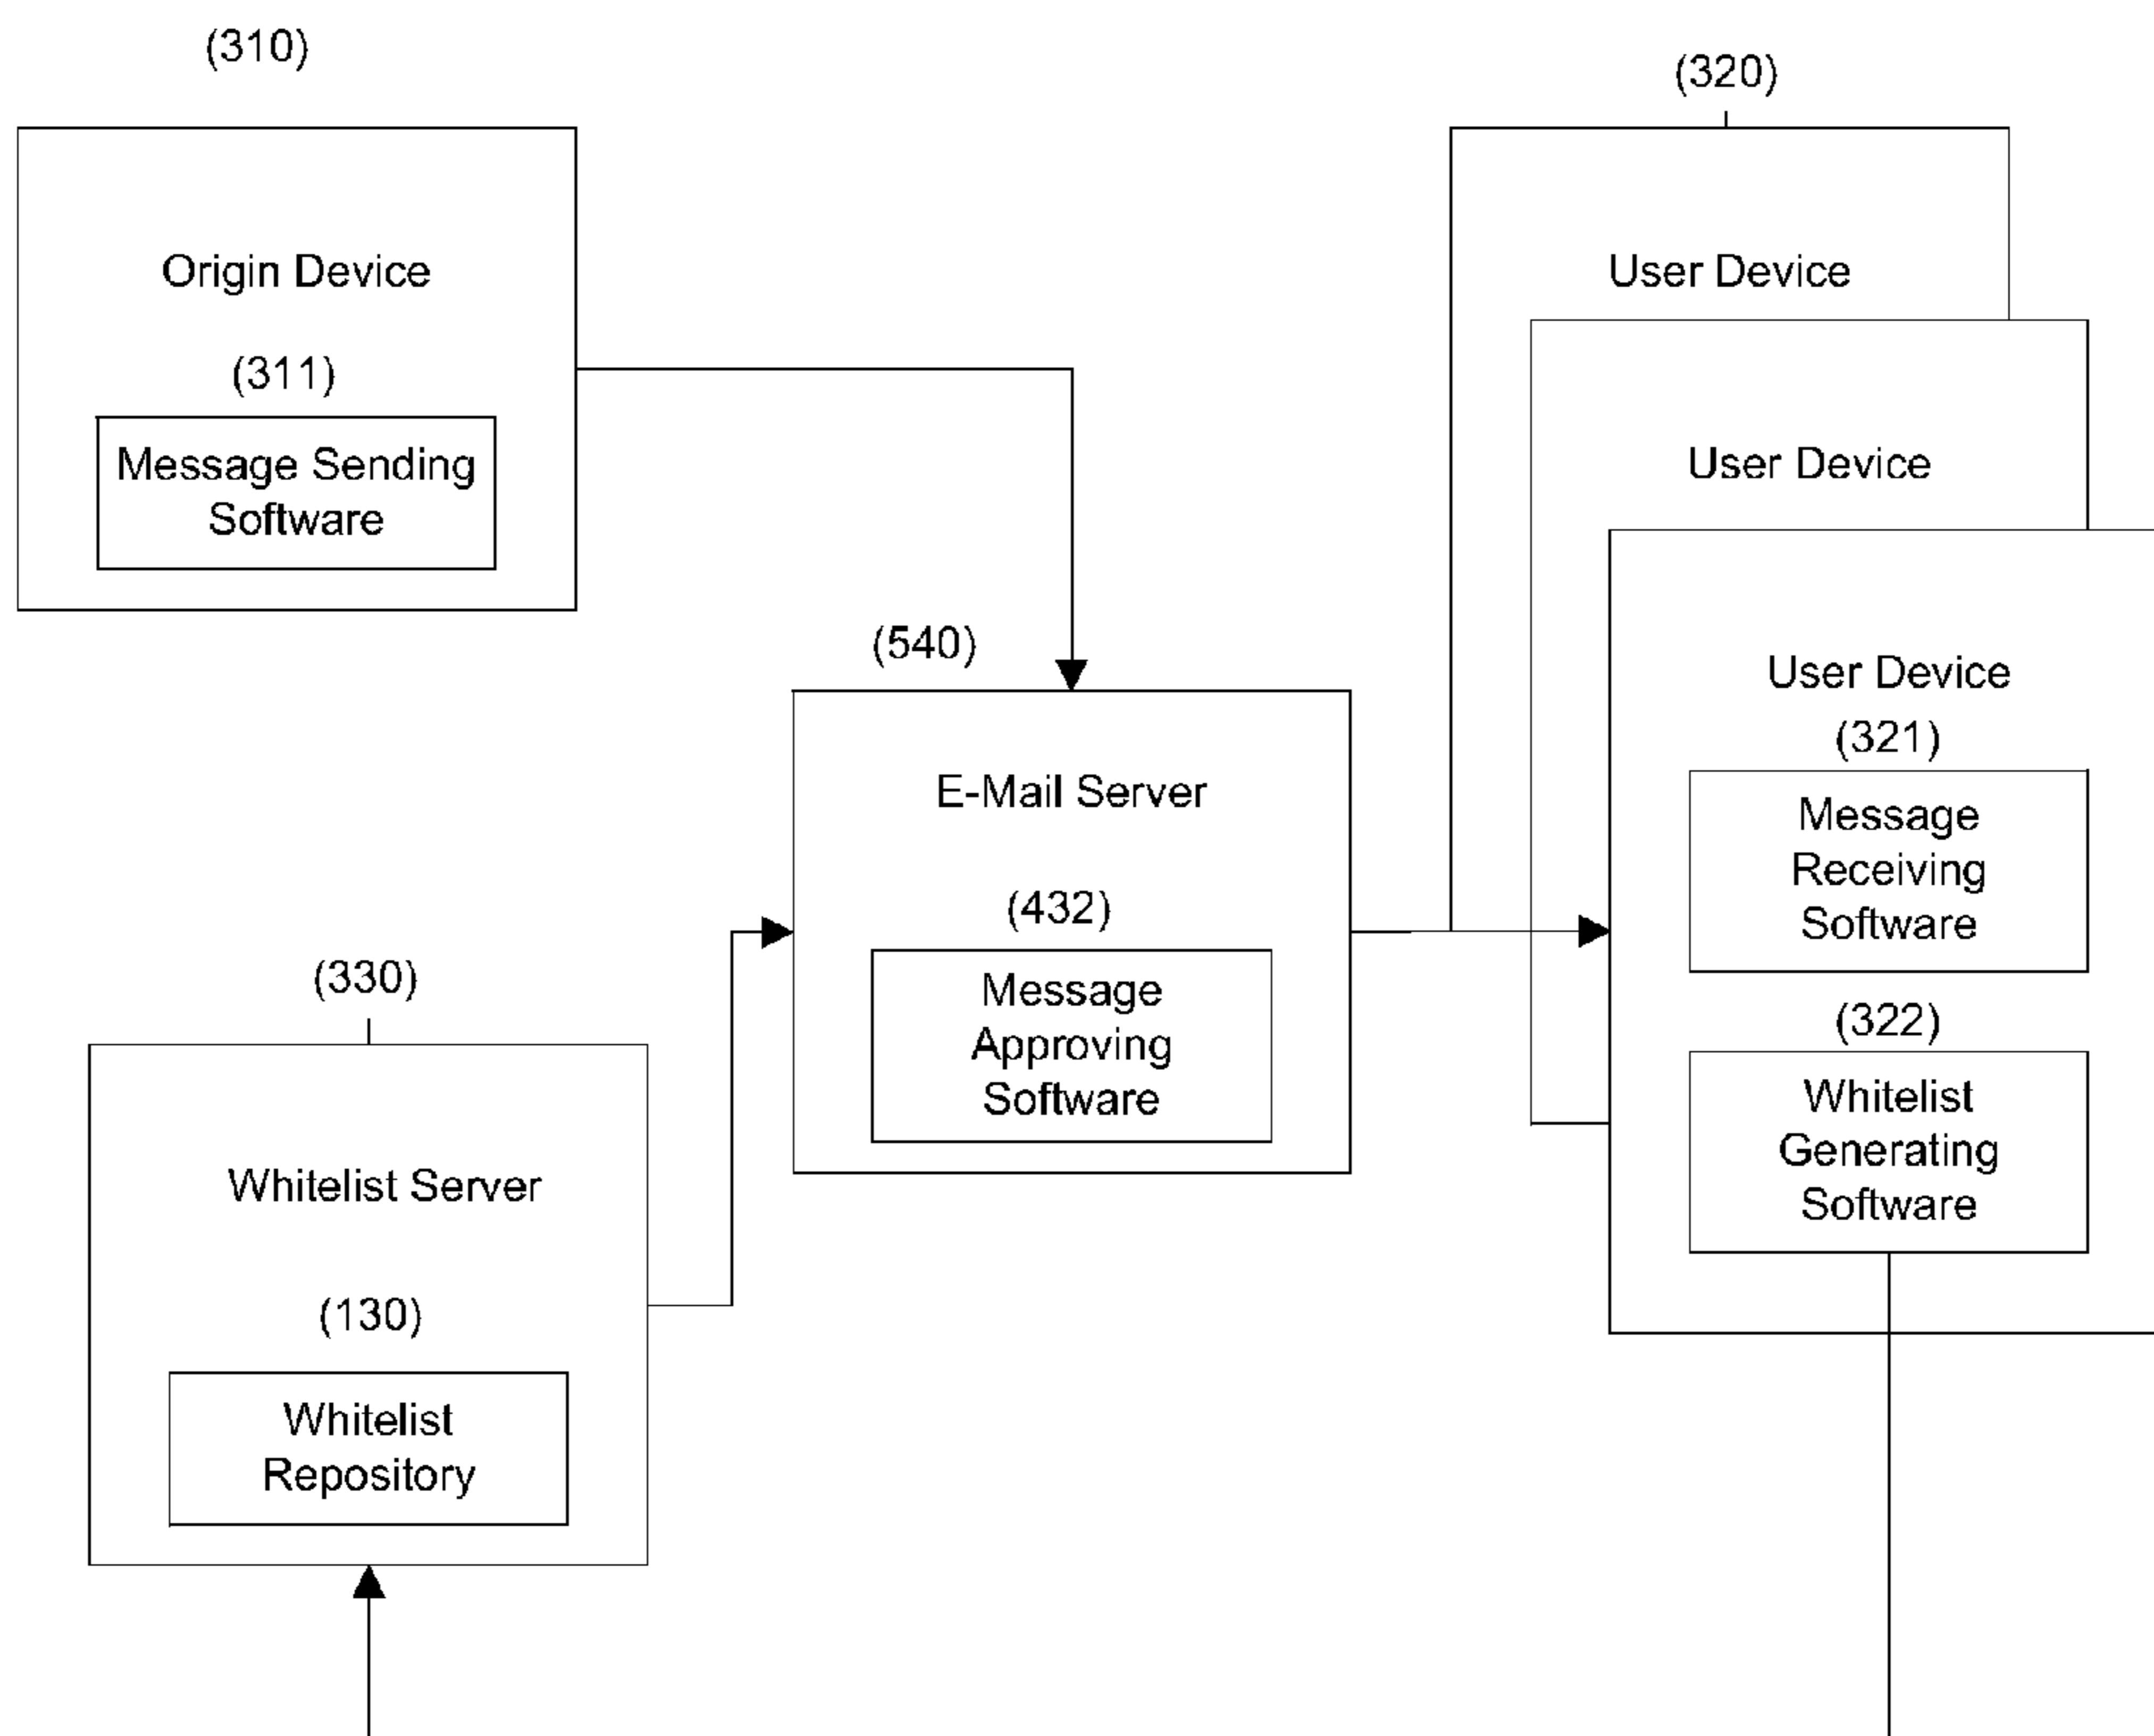 (310)
Origin Device
(311)
Message Sending
Software
(320)
User Device
User Device
User Device
(321)
Message
Receiving
Software
(322)
Whitelist
Generating
Software
(540)
E-Mail Server
(432)
Message
Approving
Software
(330)
Whitelist Server
(130)
Whitelist
Repository